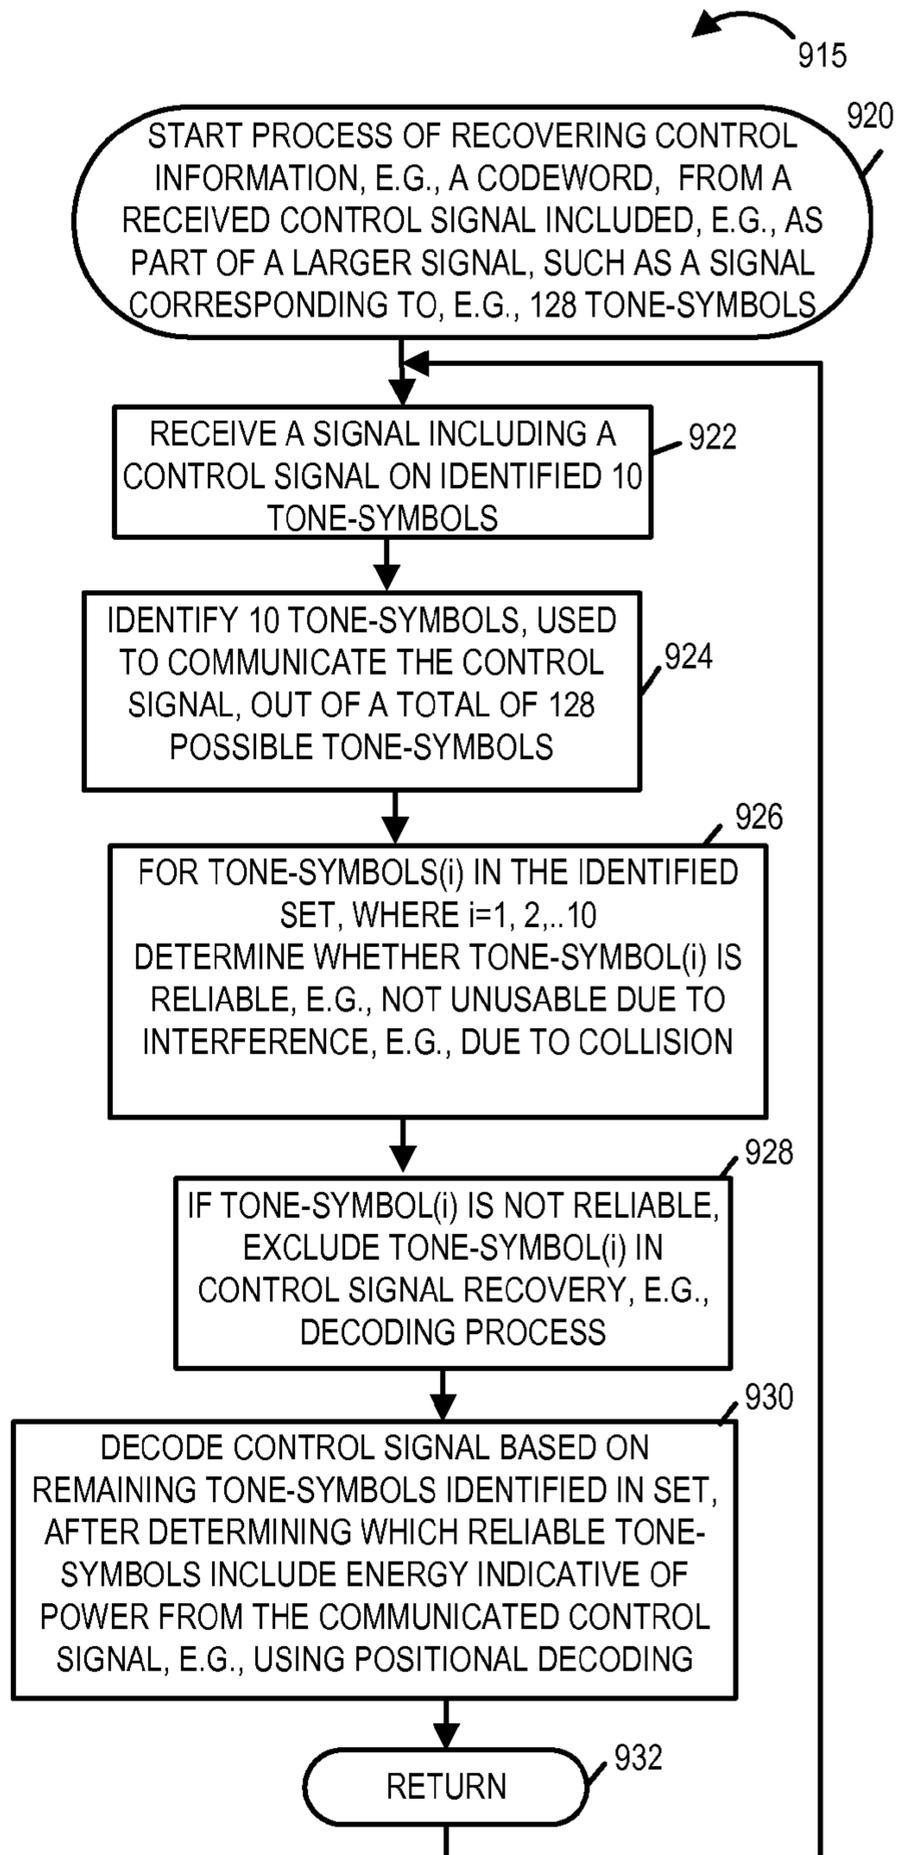 915
920
START PROCESS OF RECOVERING CONTROL
INFORMATION, E.G., A CODEWORD, FROM A
RECEIVED CONTROL SIGNAL INCLUDED, E.G., AS
PART OF A LARGER SIGNAL, SUCH AS A SIGNAL
CORRESPONDING TO, E.G., 128 TONE-SYMBOLS
922
RECEIVE A SIGNAL INCLUDING A
CONTROL SIGNAL ON IDENTIFIED 10
TONE-SYMBOLS
924
IDENTIFY 10 TONE-SYMBOLS, USED
TO COMMUNICATE THE CONTROL
SIGNAL, OUT OF A TOTAL OF 128
POSSIBLE TONE-SYMBOLS
926
FOR TONE-SYMBOLS(i) IN THE IDENTIFIED
SET, WHERE i=1, 2,..10
DETERMINE WHETHER TONE-SYMBOL(i) IS
RELIABLE, E.G., NOT UNUSABLE DUE TO
INTERFERENCE, E.G., DUE TO COLLISION
928
IF TONE-SYMBOL(i) IS NOT RELIABLE,
EXCLUDE TONE-SYMBOL(i) IN
CONTROL SIGNAL RECOVERY, E.G.,
DECODING PROCESS
930
DECODE CONTROL SIGNAL BASED ON
REMAINING TONE-SYMBOLS IDENTIFIED IN SET,
AFTER DETERMINING WHICH RELIABLE TONE-
SYMBOLS INCLUDE ENERGY INDICATIVE OF
POWER FROM THE COMMUNICATED CONTROL
SIGNAL, E.G., USING POSITIONAL DECODING
932
RETURN